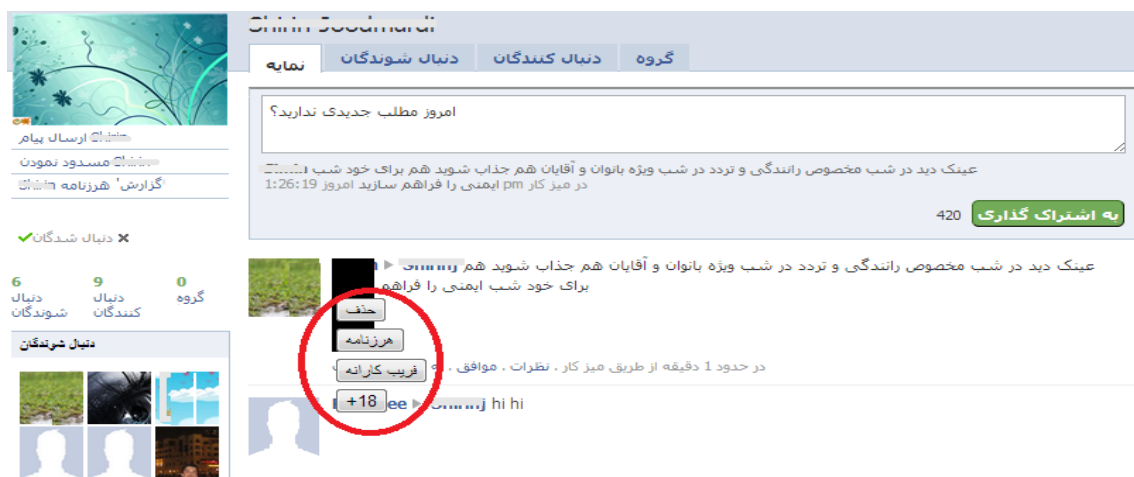 نمایه
دنبال شوندگان
دنبال کنندگان
گروه
امروز مطلب جدیدی ندارید؟
عینک دید در شب مخصوص رانندگی و تردد در شب ویژه بانوان و آقایان هم جذاب شوید هم برای خود شب
ایمنی را فراهم سازید امروز 1:26:19 pm در میز کار
به اشتراک گذاری 420
ارسال پیام
مسدود نمودن
گزارش' هرزنامه
دنبال شدگان
6 دنبال شوندگان
9 دنبال کنندگان
0 گروه
دنبال شوندگان
عینک دید در شب مخصوص رانندگی و تردد در شب ویژه بانوان و آقایان هم جذاب شوید هم
برای خود شب ایمنی را فراهم
حذف
هرزنامه
فریب کارانه
+18
در حدود 1 دقیقه از طریق میز کار . نظرات . موافق .
hi hi